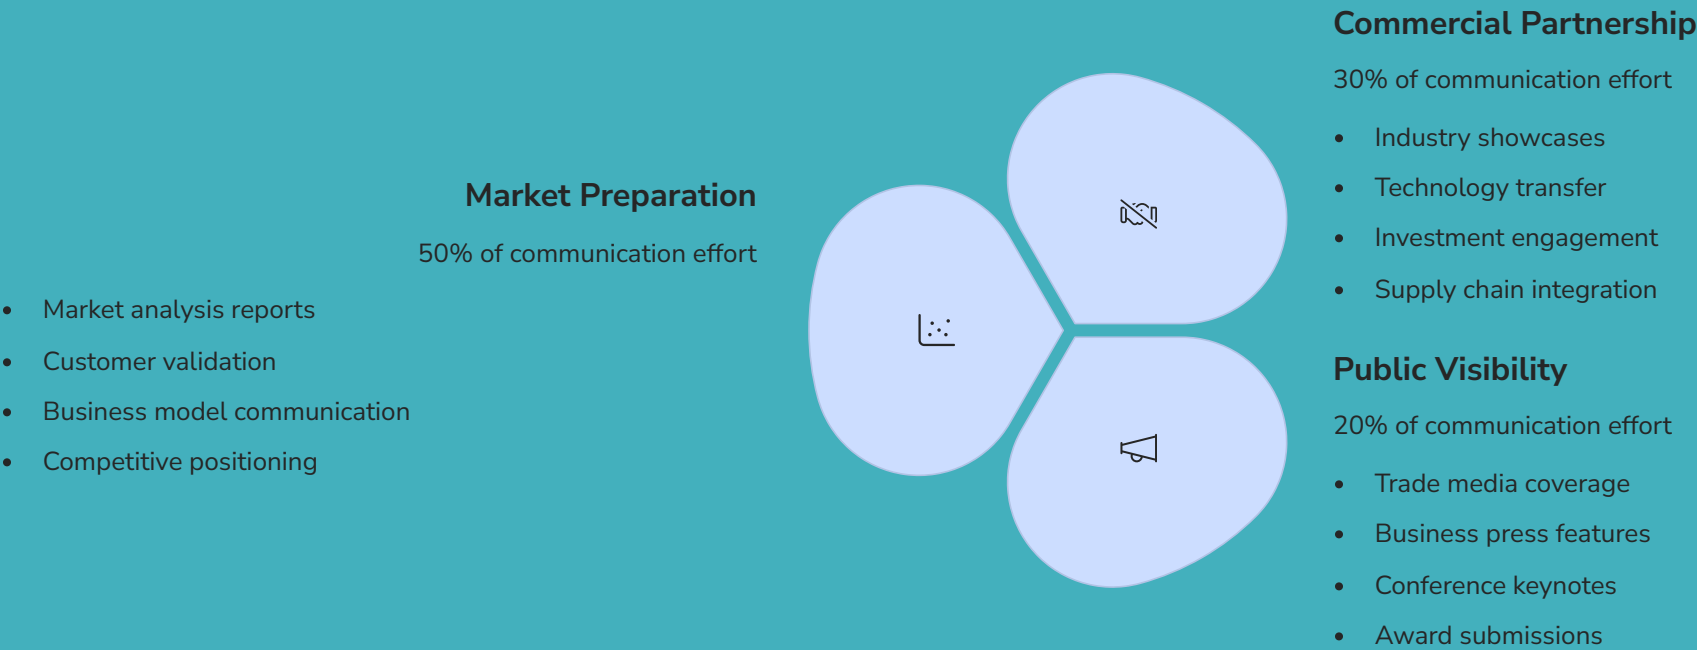 Market Preparation
50% of communication effort
• Market analysis reports
• Customer validation
• Business model communication
• Competitive positioning
Commercial Partnership
30% of communication effort
• Industry showcases
• Technology transfer
• Investment engagement
• Supply chain integration
Public Visibility
20% of communication effort
• Trade media coverage
• Business press features
• Conference keynotes
• Award submissions